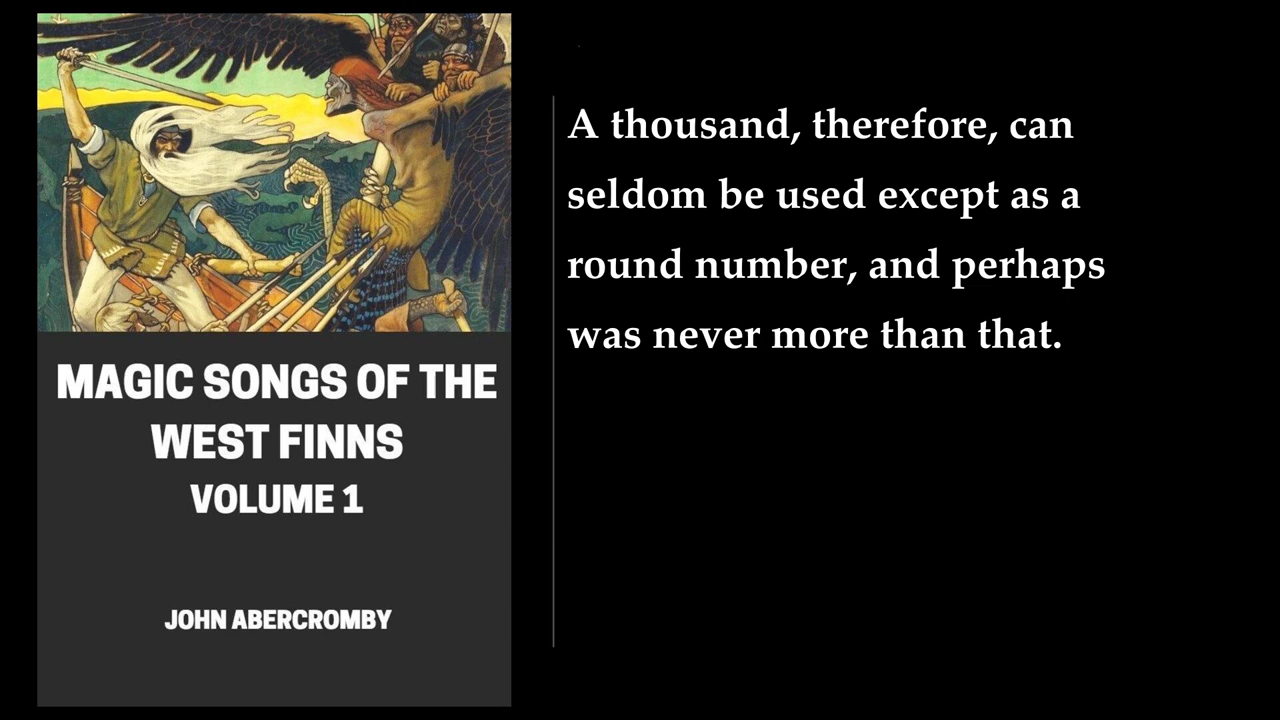 MAGIC SONGS OF THE
WEST FINNS
VOLUME 1
JOHN ABERCROMBY
A thousand, therefore, can
seldom be used except as a
round number, and perhaps
was never more than that.